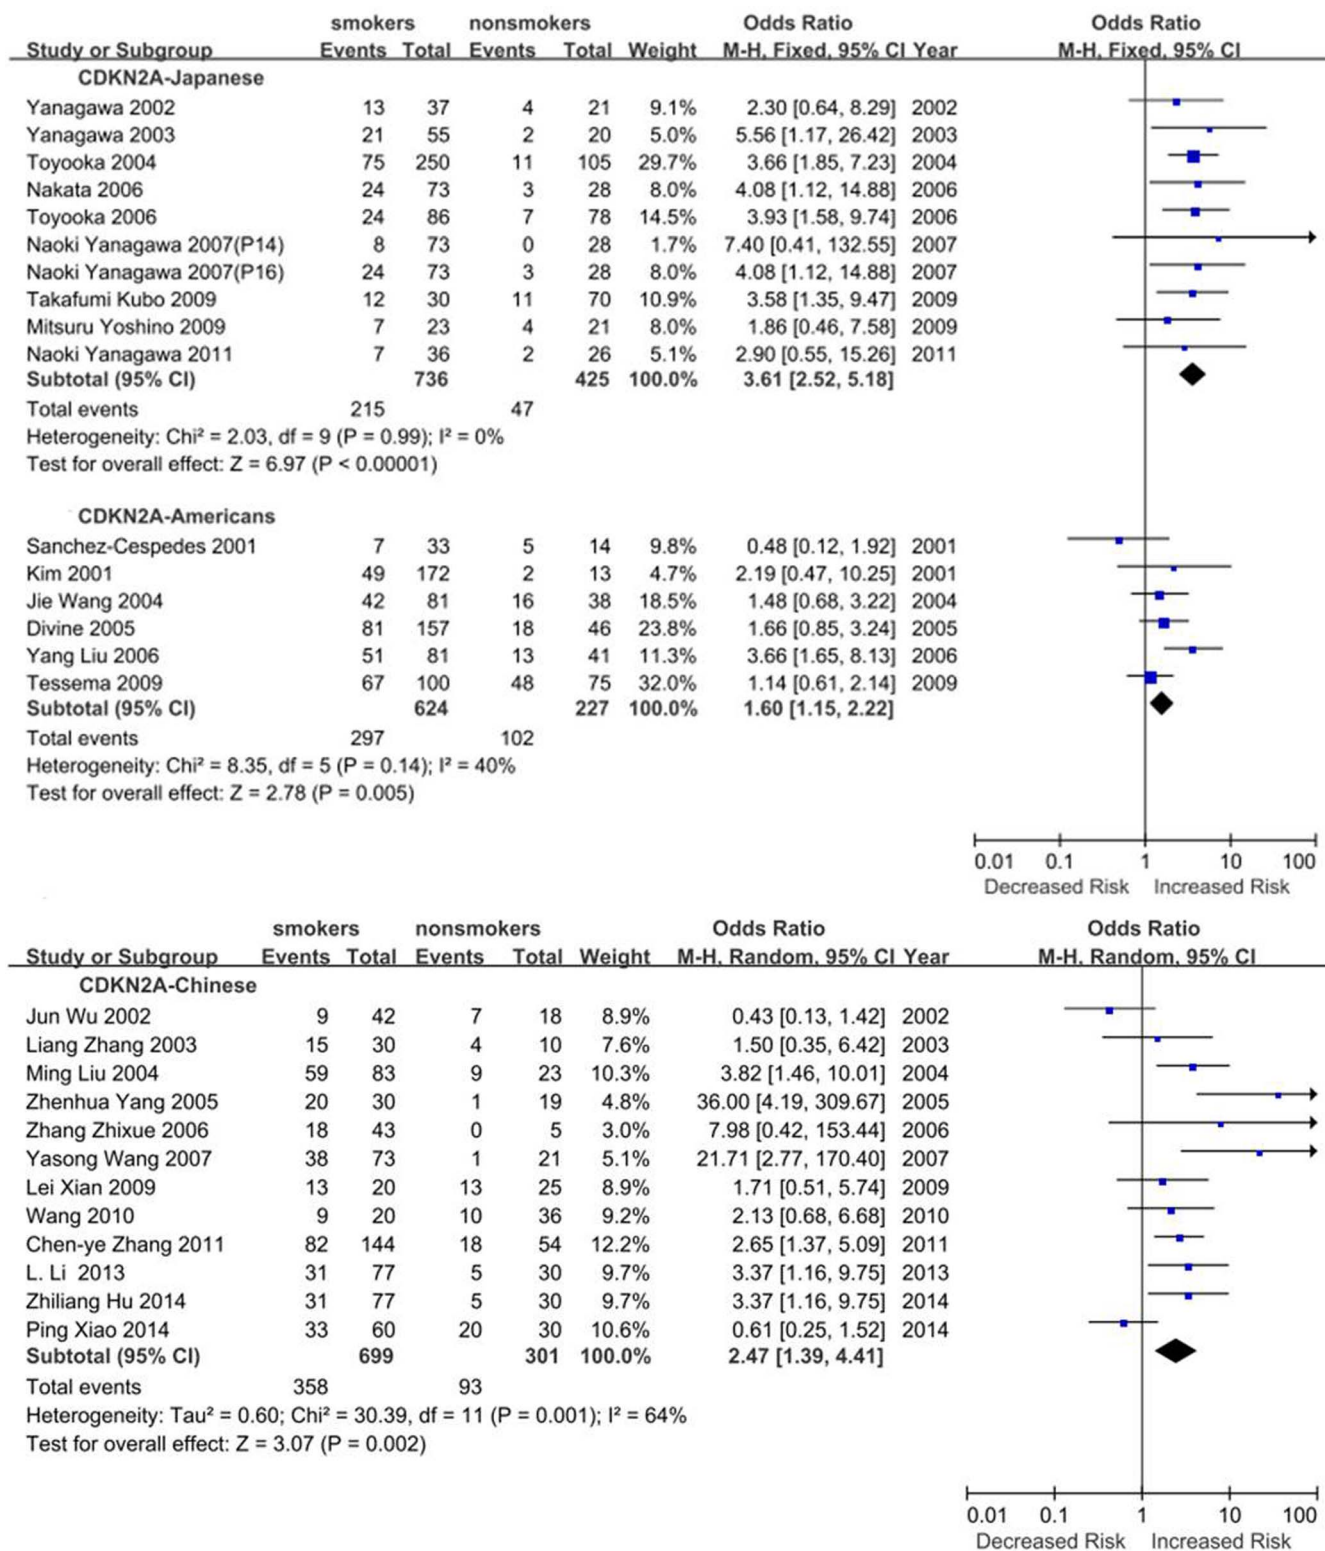 smokers nonsmokers Odds Ratio Odds Ratio
Study or Subgroup Events Total Events Total Weight M-H, Fixed, 95% CI Year M-H, Fixed, 95% CI
CDKN2A-Japanese
Yanagawa 2002 13 37 4 21 9.1% 2.30 [0.64, 8.29] 2002
Yanagawa 2003 21 55 2 20 5.0% 5.56 [1.17, 26.42] 2003
Toyooka 2004 75 250 11 105 29.7% 3.66 [1.85, 7.23] 2004
Nakata 2006 24 73 3 28 8.0% 4.08 [1.12, 14.88] 2006
Toyooka 2006 24 86 7 78 14.5% 3.93 [1.58, 9.74] 2006
Naoki Yanagawa 2007(P14) 8 73 0 28 1.7% 7.40 [0.41, 132.55] 2007
Naoki Yanagawa 2007(P16) 24 73 3 28 8.0% 4.08 [1.12, 14.88] 2007
Takafumi Kubo 2009 12 30 11 70 10.9% 3.58 [1.35, 9.47] 2009
Mitsuru Yoshino 2009 7 23 4 21 8.0% 1.86 [0.46, 7.58] 2009
Naoki Yanagawa 2011 7 36 2 26 5.1% 2.90 [0.55, 15.26] 2011
Subtotal (95% CI) 736 425 100.0% 3.61 [2.52, 5.18]
Total events 215 47
Heterogeneity: Chi² = 2.03, df = 9 (P = 0.99); I² = 0%
Test for overall effect: Z = 6.97 (P < 0.00001)
CDKN2A-Americans
Sanchez-Cespedes 2001 7 33 5 14 9.8% 0.48 [0.12, 1.92] 2001
Kim 2001 49 172 2 13 4.7% 2.19 [0.47, 10.25] 2001
Jie Wang 2004 42 81 16 38 18.5% 1.48 [0.68, 3.22] 2004
Divine 2005 81 157 18 46 23.8% 1.66 [0.85, 3.24] 2005
Yang Liu 2006 51 81 13 41 11.3% 3.66 [1.65, 8.13] 2006
Tessema 2009 67 100 48 75 32.0% 1.14 [0.61, 2.14] 2009
Subtotal (95% CI) 624 227 100.0% 1.60 [1.15, 2.22]
Total events 297 102
Heterogeneity: Chi² = 8.35, df = 5 (P = 0.14); I² = 40%
Test for overall effect: Z = 2.78 (P = 0.005)
0.01 0.1 1 10 100
Decreased Risk Increased Risk
smokers nonsmokers Odds Ratio Odds Ratio
Study or Subgroup Events Total Events Total Weight M-H, Random, 95% CI Year M-H, Random, 95% CI
CDKN2A-Chinese
Jun Wu 2002 9 42 7 18 8.9% 0.43 [0.13, 1.42] 2002
Liang Zhang 2003 15 30 4 10 7.6% 1.50 [0.35, 6.42] 2003
Ming Liu 2004 59 83 9 23 10.3% 3.82 [1.46, 10.01] 2004
Zhenhua Yang 2005 20 30 1 19 4.8% 36.00 [4.19, 309.67] 2005
Zhang Zhixue 2006 18 43 0 5 3.0% 7.98 [0.42, 153.44] 2006
Yasong Wang 2007 38 73 1 21 5.1% 21.71 [2.77, 170.40] 2007
Lei Xian 2009 13 20 13 25 8.9% 1.71 [0.51, 5.74] 2009
Wang 2010 9 20 10 36 9.2% 2.13 [0.68, 6.68] 2010
Chen-ye Zhang 2011 82 144 18 54 12.2% 2.65 [1.37, 5.09] 2011
L. Li 2013 31 77 5 30 9.7% 3.37 [1.16, 9.75] 2013
Zhiliang Hu 2014 31 77 5 30 9.7% 3.37 [1.16, 9.75] 2014
Ping Xiao 2014 33 60 20 30 10.6% 0.61 [0.25, 1.52] 2014
Subtotal (95% CI) 699 301 100.0% 2.47 [1.39, 4.41]
Total events 358 93
Heterogeneity: Tau² = 0.60; Chi² = 30.39, df = 11 (P = 0.001); I² = 64%
Test for overall effect: Z = 3.07 (P = 0.002)
0.01 0.1 1 10 100
Decreased Risk Increased Risk